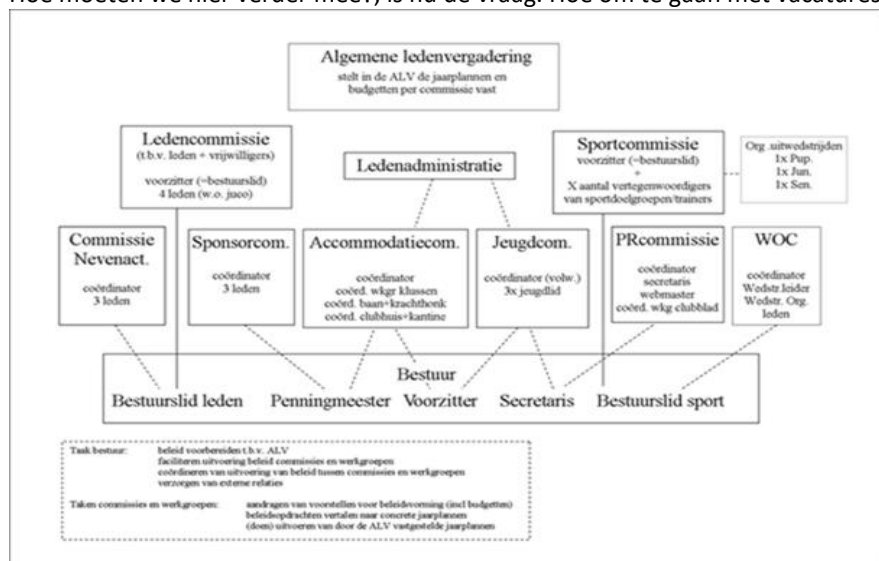 Hoe moeten we hier verder mee, is nu de vraag. Hoe om te gaan met vacatures
Algemene ledenvergadering
stelt in de ALV de jaarplannen en
budgetten per commissie vast
Ledencommissie
(t.b.v. leden + vrijwilligers)
voorzitter (=bestuurslid)
4 leden (w.o. juco)
Ledenadministratie
Sportcommissie
voorzitter (=bestuurslid)
+
X aantal vertegenwoordigers
van sportdoelgroepen/trainers
Org .uitwedstrijden
1x Pup.
1x Jun.
1x Sen.
Commissie
Nevenact.
coördinator
3 leden
Sponsorcom.
coördinator
3 leden
Accommodatiecom.
coördinator
coörd. wkgr klussen
coörd. baan+krachthonk
coörd. clubhuis+kantine
Jeugdcom.
coördinator (volw.)
3x jeugdlid
PRcommissie
coördinator
secretaris
webmaster
coörd. wkg clubblad
WOC
coördinator
Wedstr.leider
Wedstr. Org.
leden
Bestuur
Bestuurslid leden
Penningmeester
Voorzitter
Secretaris
Bestuurslid sport
Taak bestuur: beleid voorbereiden t.b.v. ALV
faciliteren uitvoering beleid commissies en werkgroepen
coördineren van uitvoering van beleid tussen commissies en werkgroepen
verzorgen van externe relaties
Taken commissies en werkgroepen: aandragen van voorstellen voor beleidsvorming (incl budgetten)
beleidsopdrachten vertalen naar concrete jaarplannen
(doen) uitvoeren van door de ALV vastgestelde jaarplannen